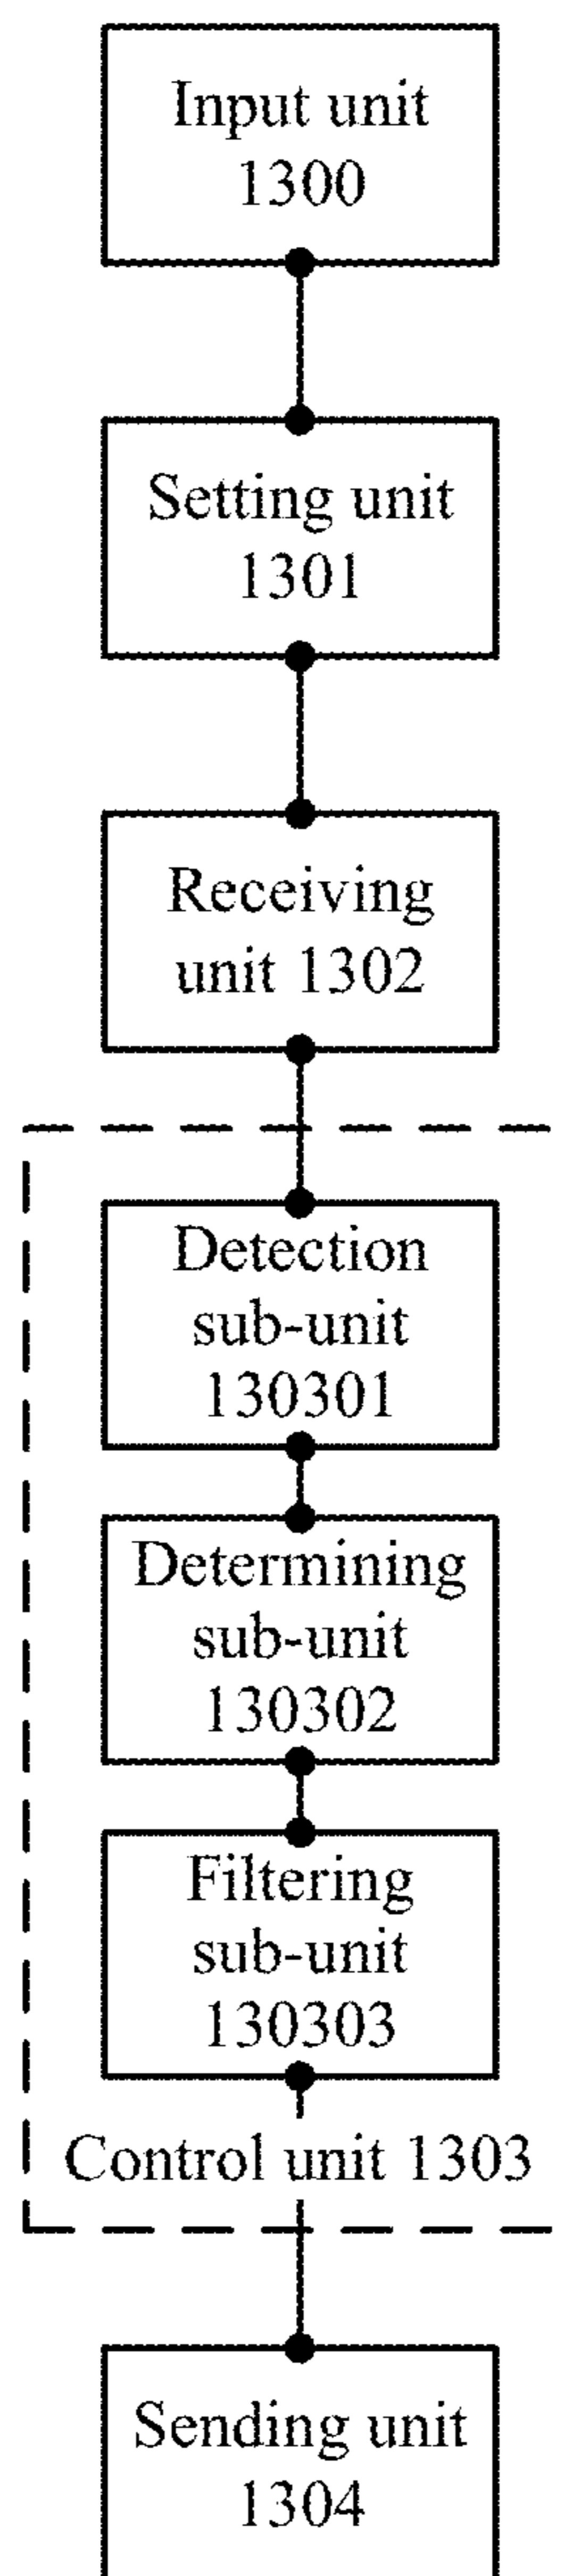 Input unit
1300
Setting unit
1301
Receiving
unit 1302
Detection
sub-unit
130301
Determining
sub-unit
130302
Filtering
sub-unit
130303
Control unit 1303
Sending unit
1304